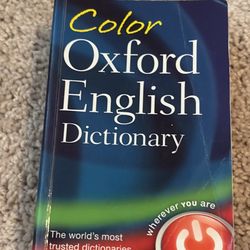 Color
Oxford
English
Dictionary
The world's most
trusted dictionaries
wherever YOU are